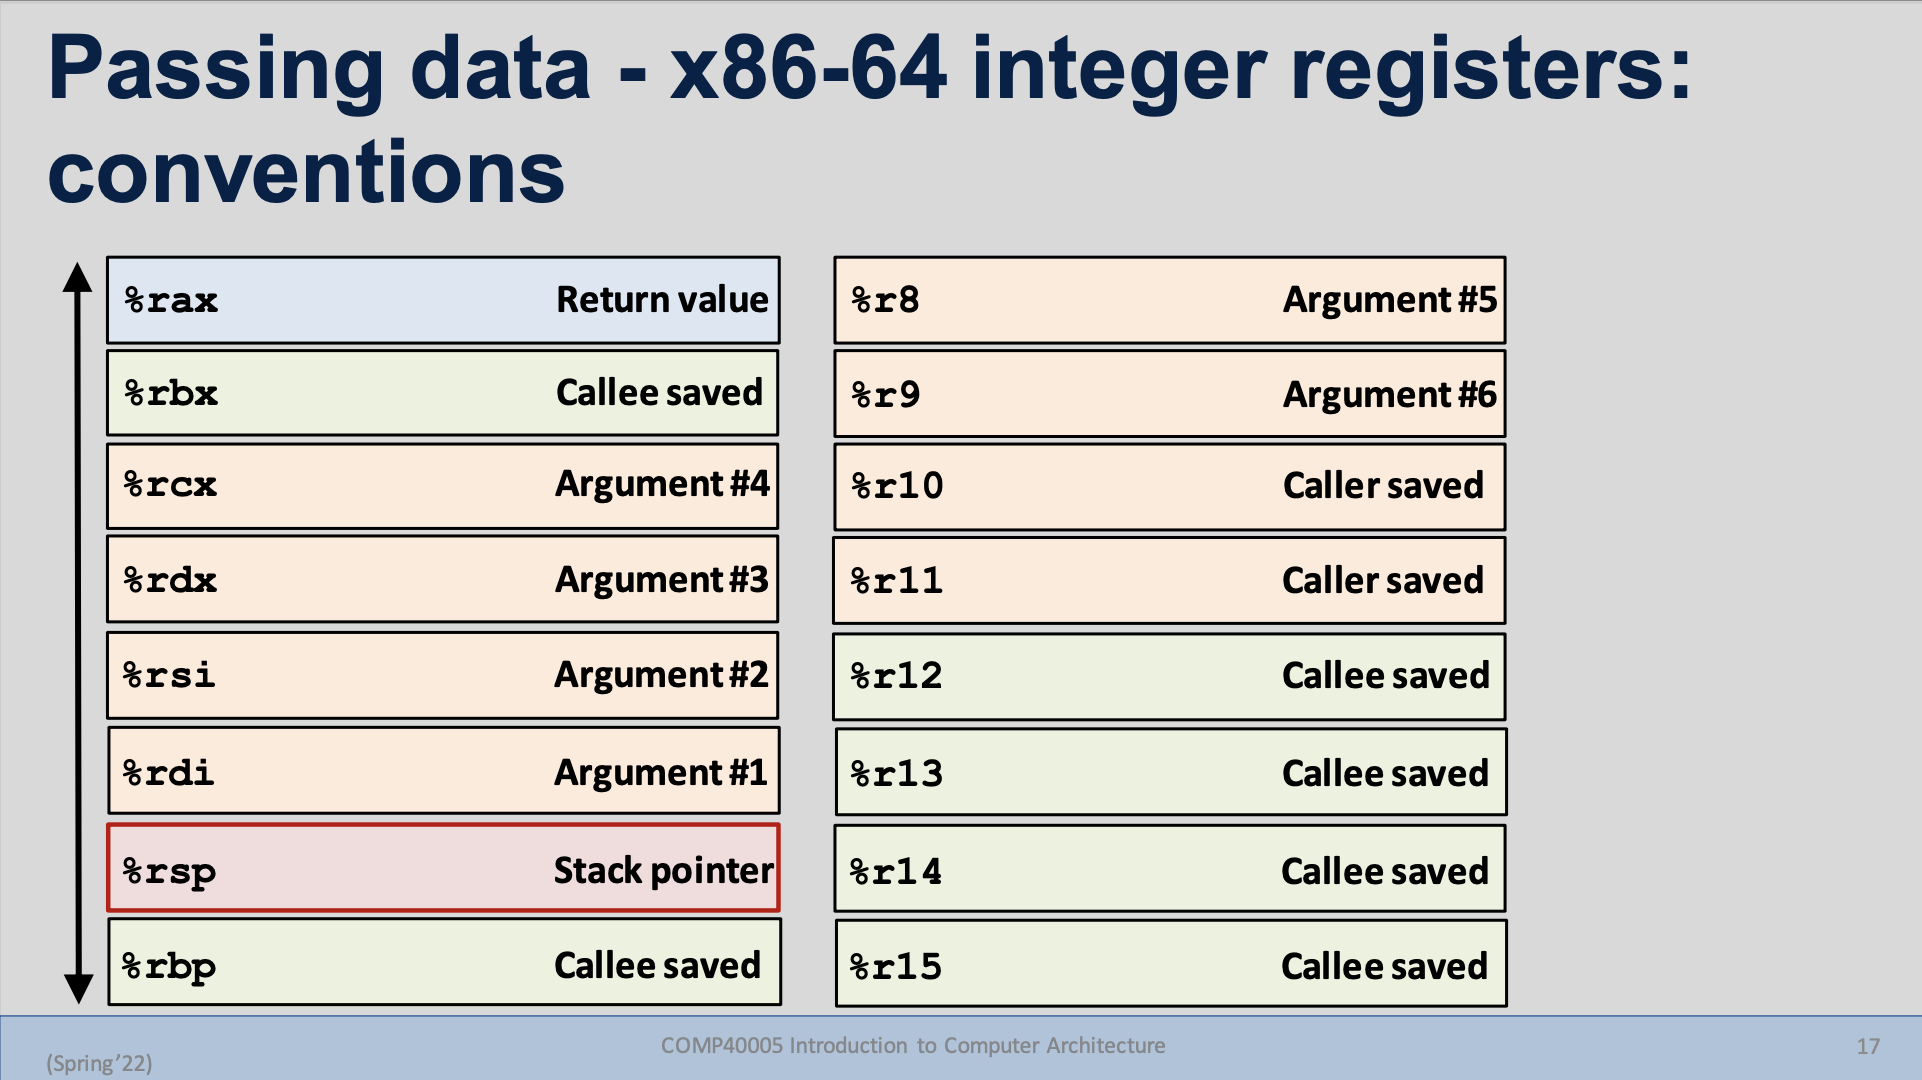 Passing data - x86-64 integer registers:
conventions
%rax Return value
%rbx Callee saved
%rcx Argument #4
%rdx Argument #3
%rsi Argument #2
%rdi Argument #1
%rsp Stack pointer
%rbp Callee saved
%r8 Argument #5
%r9 Argument #6
%r10 Caller saved
%r11 Caller saved
%r12 Callee saved
%r13 Callee saved
%r14 Callee saved
%r15 Callee saved
(Spring’22)
COMP40005 Introduction to Computer Architecture
17